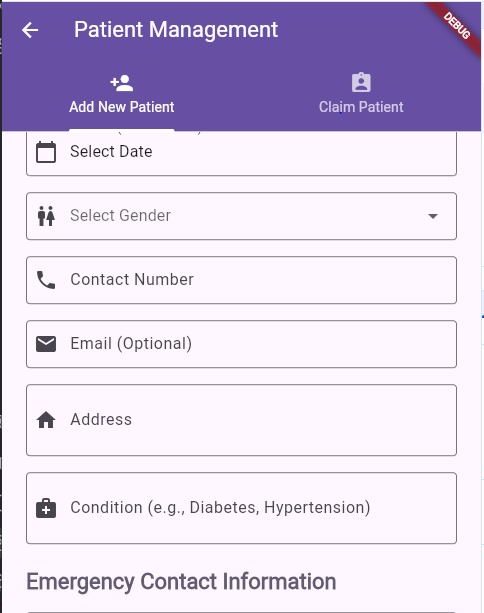 Patient Management
DEBUG
Add New Patient
Claim Patient
Select Date
Select Gender
Contact Number
Email (Optional)
Address
Condition (e.g., Diabetes, Hypertension)
Emergency Contact Information